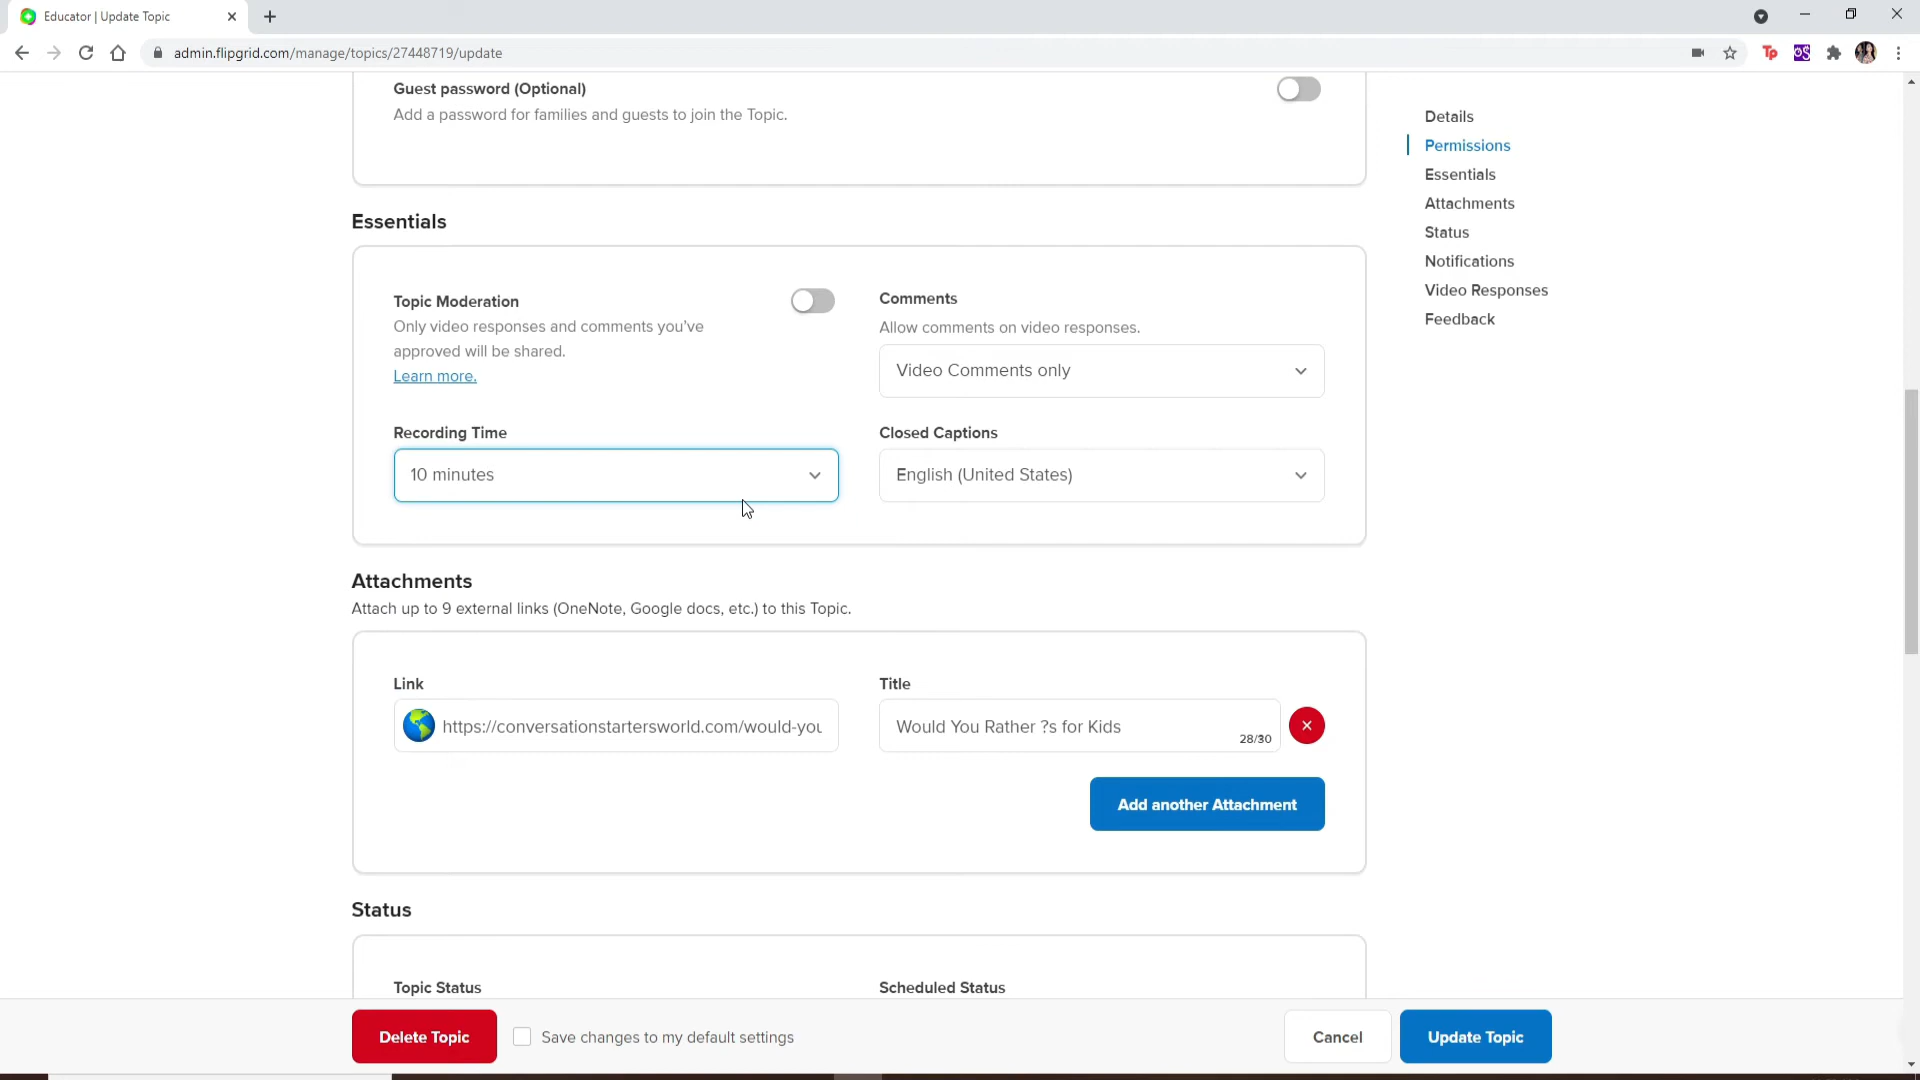 Educator | Update Topic
admin.flipgrid.com/manage/topics/27448719/update
Tp
Guest password (Optional)
Add a password for families and guests to join the Topic.
Details
Permissions
Essentials
Attachments
Status
Notifications
Video Responses
Feedback
Essentials
Topic Moderation
Only video responses and comments you've
approved will be shared.
Learn more.
Comments
Allow comments on video responses.
Video Comments only
Recording Time
10 minutes
Closed Captions
English (United States)
Attachments
Attach up to 9 external links (OneNote, Google docs, etc.) to this Topic.
Link
https://conversationstartersworld.com/would-you
Title
Would You Rather ?s for Kids
28/30
Add another Attachment
Status
Topic Status
Scheduled Status
Delete Topic
Save changes to my default settings
Cancel
Update Topic